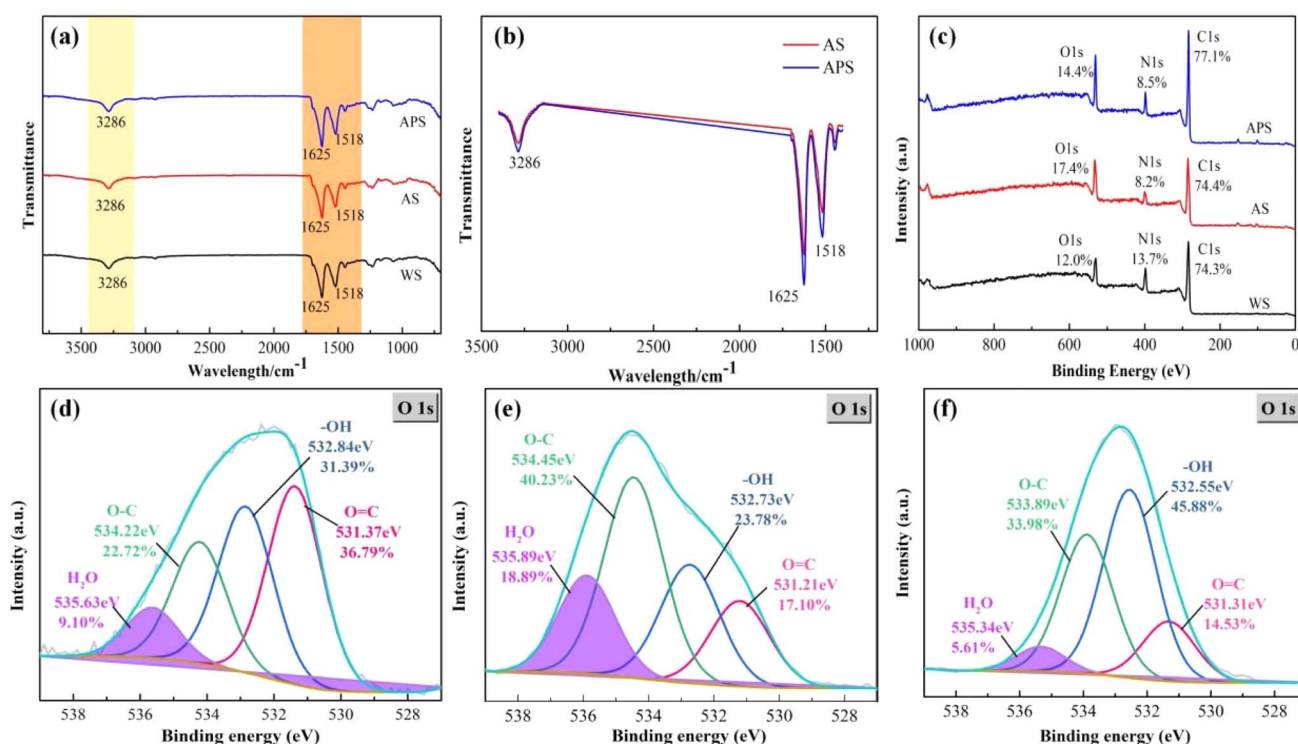 (a)
3286
1625
1518
APS
3286
1625
1518
AS
3286
1625
1518
WS
Transmittance
3500 3000 2500 2000 1500 1000
Wavelength/cm-1
(b)
AS
APS
3286
1625
1518
Transmittance
3000 2500 2000 1500
Wavelength/cm-1
(c)
O1s
14.4%
N1s
8.5%
C1s
77.1%
APS
O1s
17.4%
N1s
8.2%
C1s
74.4%
AS
O1s
12.0%
N1s
13.7%
C1s
74.3%
WS
Intensity (a.u)
1000 800 600 400 200 0
Binding Energy (eV)
(d)
O 1s
-OH
532.84eV
31.39%
O-C
534.22eV
22.72%
O=C
531.37eV
36.79%
H2O
535.63eV
9.10%
Intensity (a.u.)
538 536 534 532 530 528
Binding energy (eV)
(e)
O 1s
O-C
534.45eV
40.23%
-OH
532.73eV
23.78%
H2O
535.89eV
18.89%
O=C
531.21eV
17.10%
Intensity (a.u.)
538 536 534 532 530 528
Binding energy (eV)
(f)
O 1s
-OH
532.55eV
45.88%
O-C
533.89eV
33.98%
O=C
531.31eV
14.53%
H2O
535.34eV
5.61%
Intensity (a.u.)
538 536 534 532 530 528
Binding energy (eV)